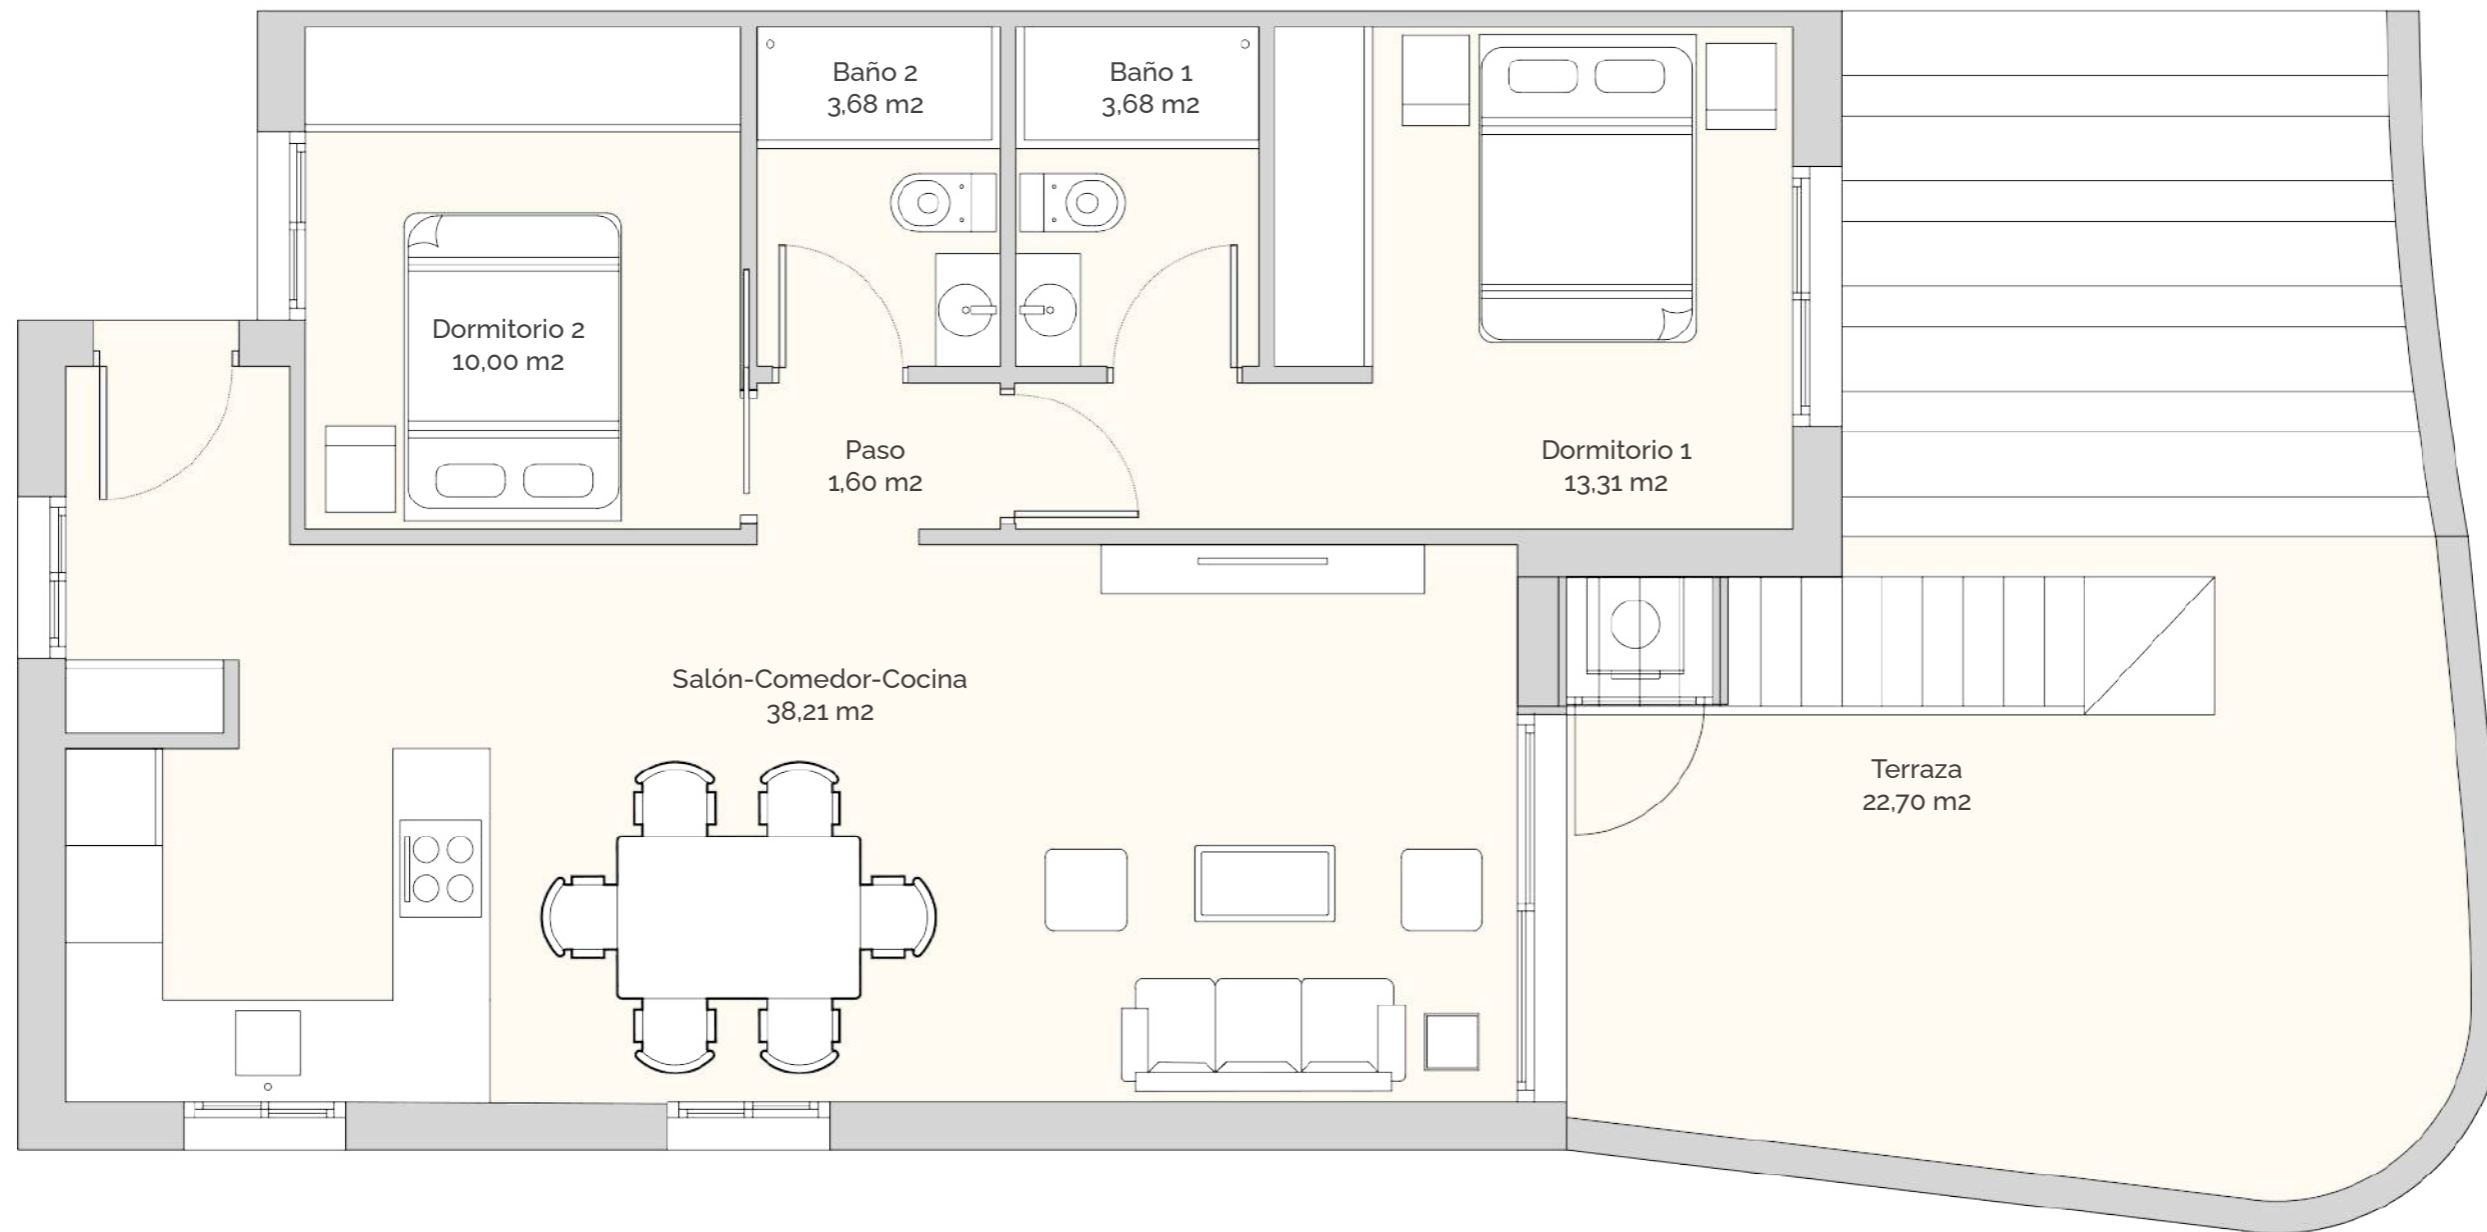 Baño 2
3,68 m2
Baño 1
3,68 m2
Dormitorio 2
10,00 m2
Paso
1,60 m2
Dormitorio 1
13,31 m2
Salón-Comedor-Cocina
38,21 m2
Terraza
22,70 m2